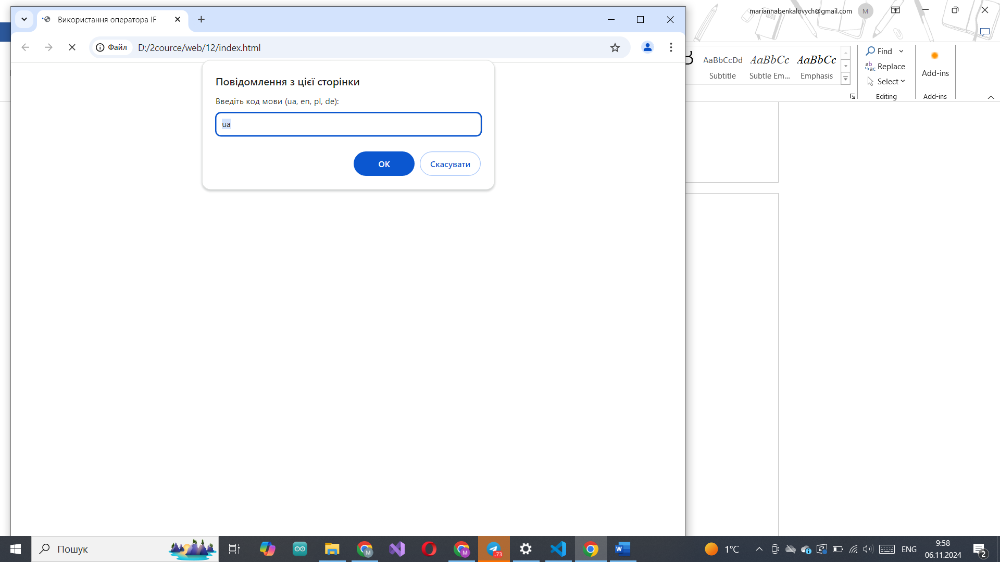 mariannabenkalovych@gmail.com
M
Використання оператора IF
Файл
D:/2cource/web/12/index.html
Повідомлення з цієї сторінки
Введіть код мови (ua, en, pl, de):
ua
ОК
Скасувати
AaBbCcDd
AaBbCc
AaBbCc
Subtitle
Subtle Em...
Emphasis
Find
Replace
Select
Editing
Add-ins
Add-ins
Пошук
M
M
..73
1°C
ENG
9:58
06.11.2024
2